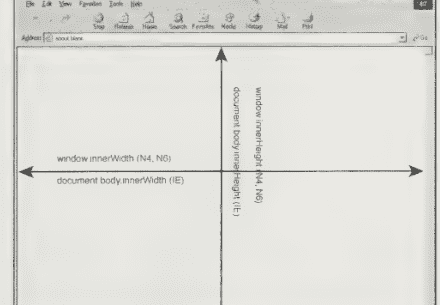 File Edit View Favorites Tools Help
Stop Refresh Home Search Favorites Media History Mail Print
Address about:blank Go
window.innerWidth (N4, N6)
document.body.innerWidth (IE)
window.innerHeight (N4, N6)
document.body.innerHeight (IE)